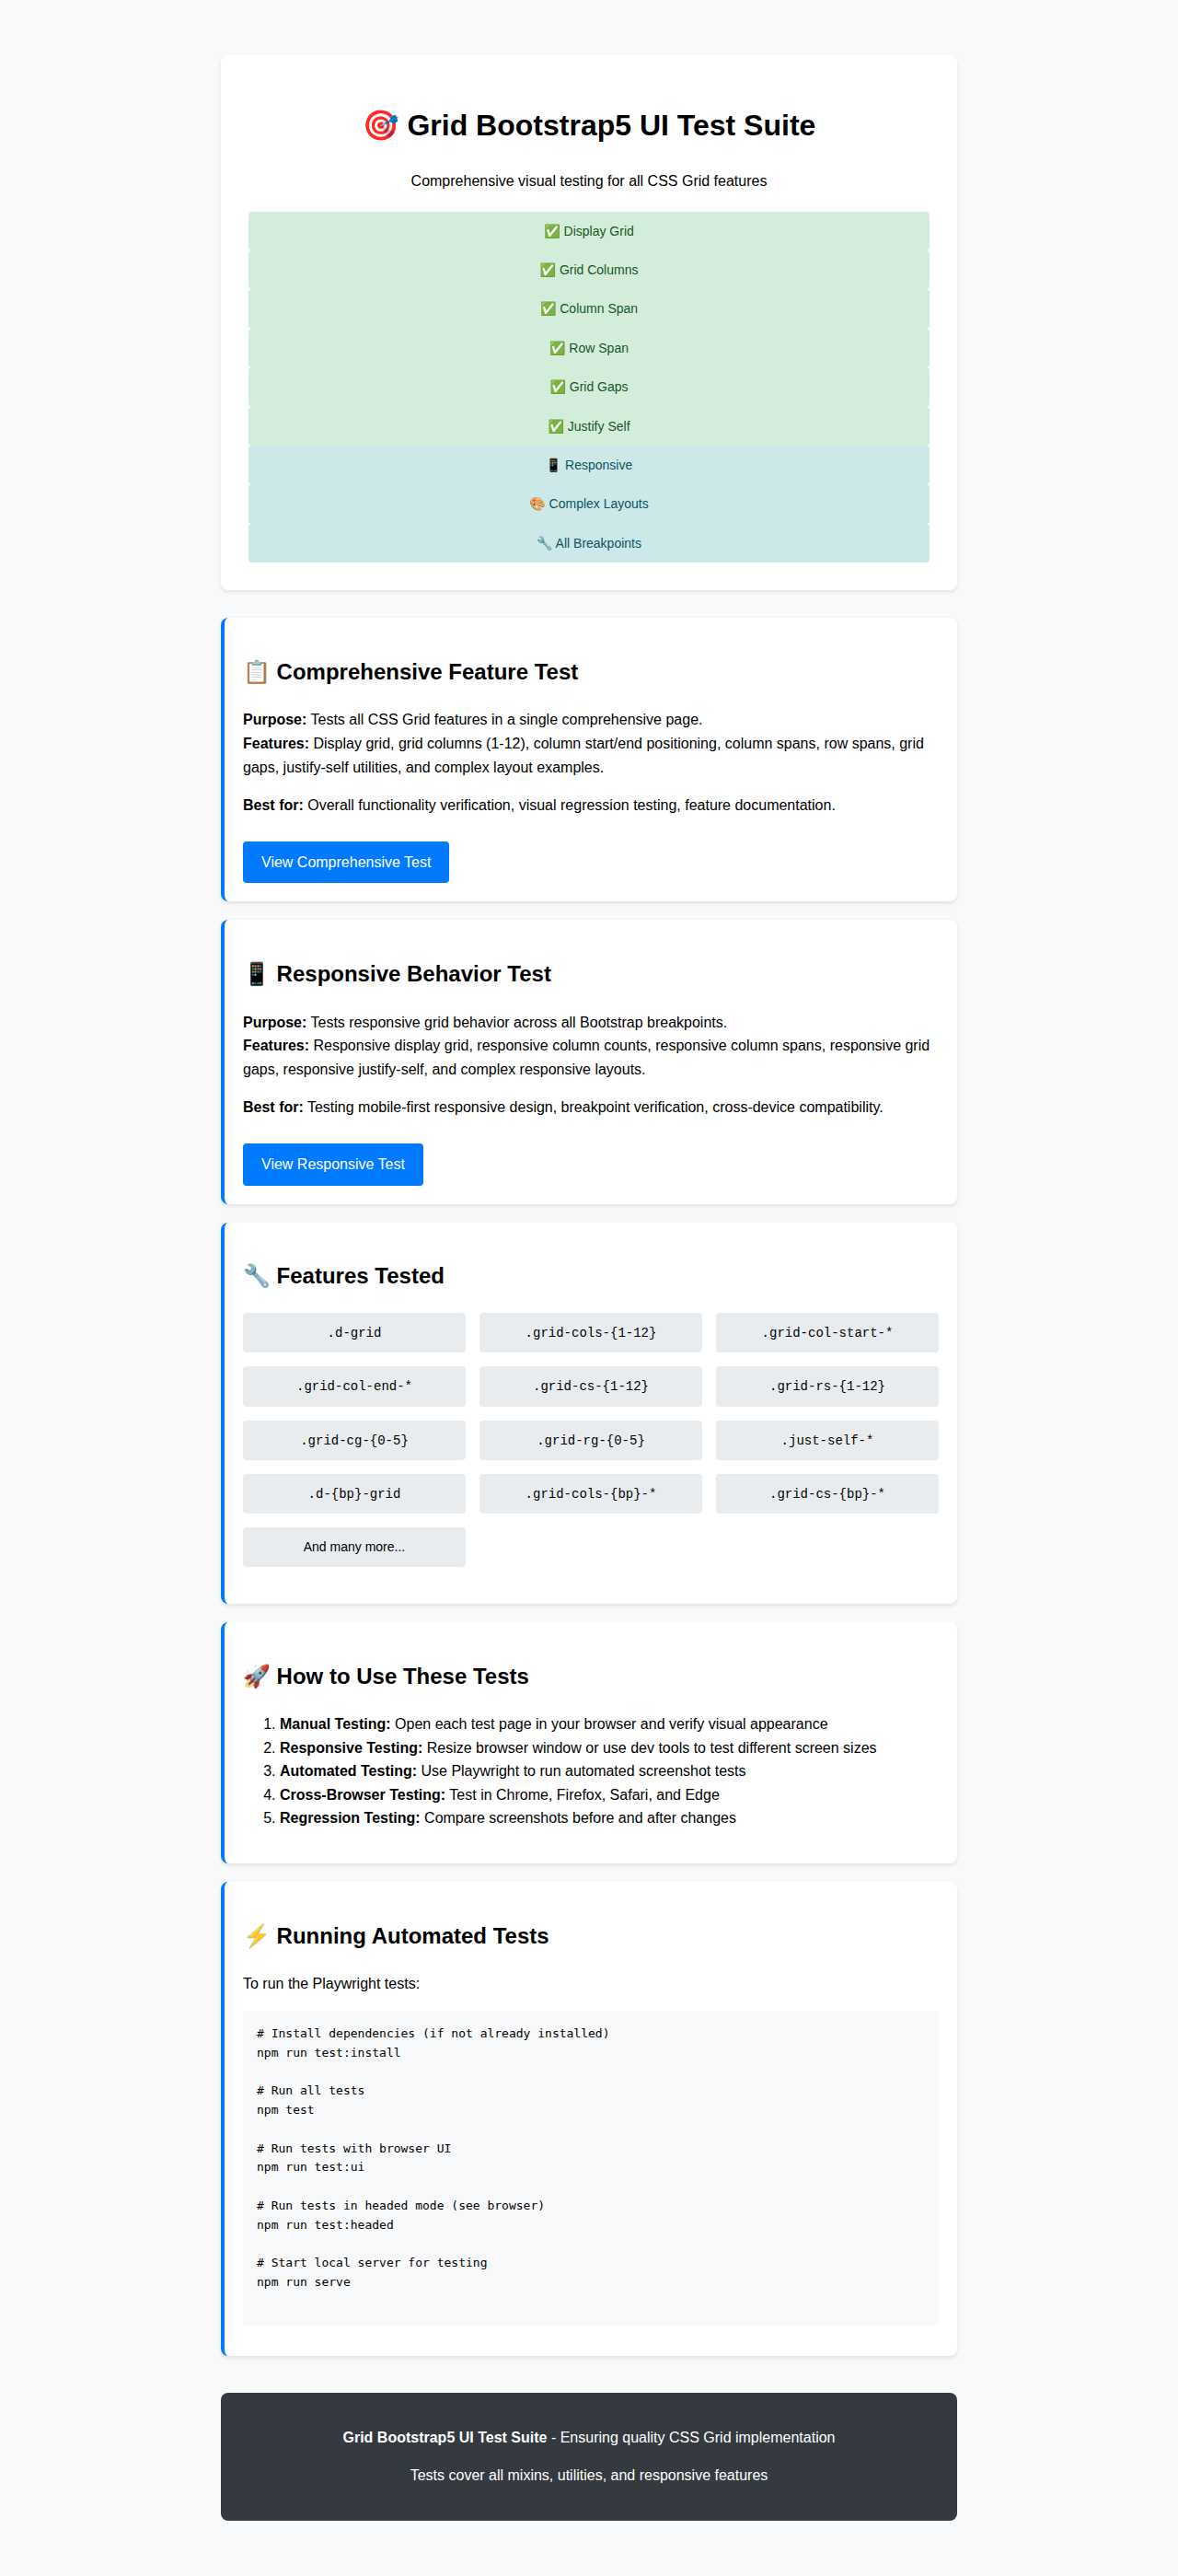 🎯 Grid Bootstrap5 UI Test Suite
Comprehensive visual testing for all CSS Grid features
✅ Display Grid
✅ Grid Columns
✅ Column Span
✅ Row Span
✅ Grid Gaps
✅ Justify Self
📱 Responsive
🎨 Complex Layouts
🔧 All Breakpoints
📋 Comprehensive Feature Test
Purpose: Tests all CSS Grid features in a single comprehensive page.
Features: Display grid, grid columns (1-12), column start/end positioning, column spans, row spans, grid
gaps, justify-self utilities, and complex layout examples.
Best for: Overall functionality verification, visual regression testing, feature documentation.
View Comprehensive Test
📱 Responsive Behavior Test
Purpose: Tests responsive grid behavior across all Bootstrap breakpoints.
Features: Responsive display grid, responsive column counts, responsive column spans, responsive grid
gaps, responsive justify-self, and complex responsive layouts.
Best for: Testing mobile-first responsive design, breakpoint verification, cross-device compatibility.
View Responsive Test
🔧 Features Tested
.d-grid
.grid-cols-{1-12}
.grid-col-start-*
.grid-col-end-*
.grid-cs-{1-12}
.grid-rs-{1-12}
.grid-cg-{0-5}
.grid-rg-{0-5}
.just-self-*
.d-{bp}-grid
.grid-cols-{bp}-*
.grid-cs-{bp}-*
And many more...
🚀 How to Use These Tests
1. Manual Testing: Open each test page in your browser and verify visual appearance
2. Responsive Testing: Resize browser window or use dev tools to test different screen sizes
3. Automated Testing: Use Playwright to run automated screenshot tests
4. Cross-Browser Testing: Test in Chrome, Firefox, Safari, and Edge
5. Regression Testing: Compare screenshots before and after changes
⚡ Running Automated Tests
To run the Playwright tests:
# Install dependencies (if not already installed)
npm run test:install
# Run all tests
npm test
# Run tests with browser UI
npm run test:ui
# Run tests in headed mode (see browser)
npm run test:headed
# Start local server for testing
npm run serve
Grid Bootstrap5 UI Test Suite - Ensuring quality CSS Grid implementation
Tests cover all mixins, utilities, and responsive features